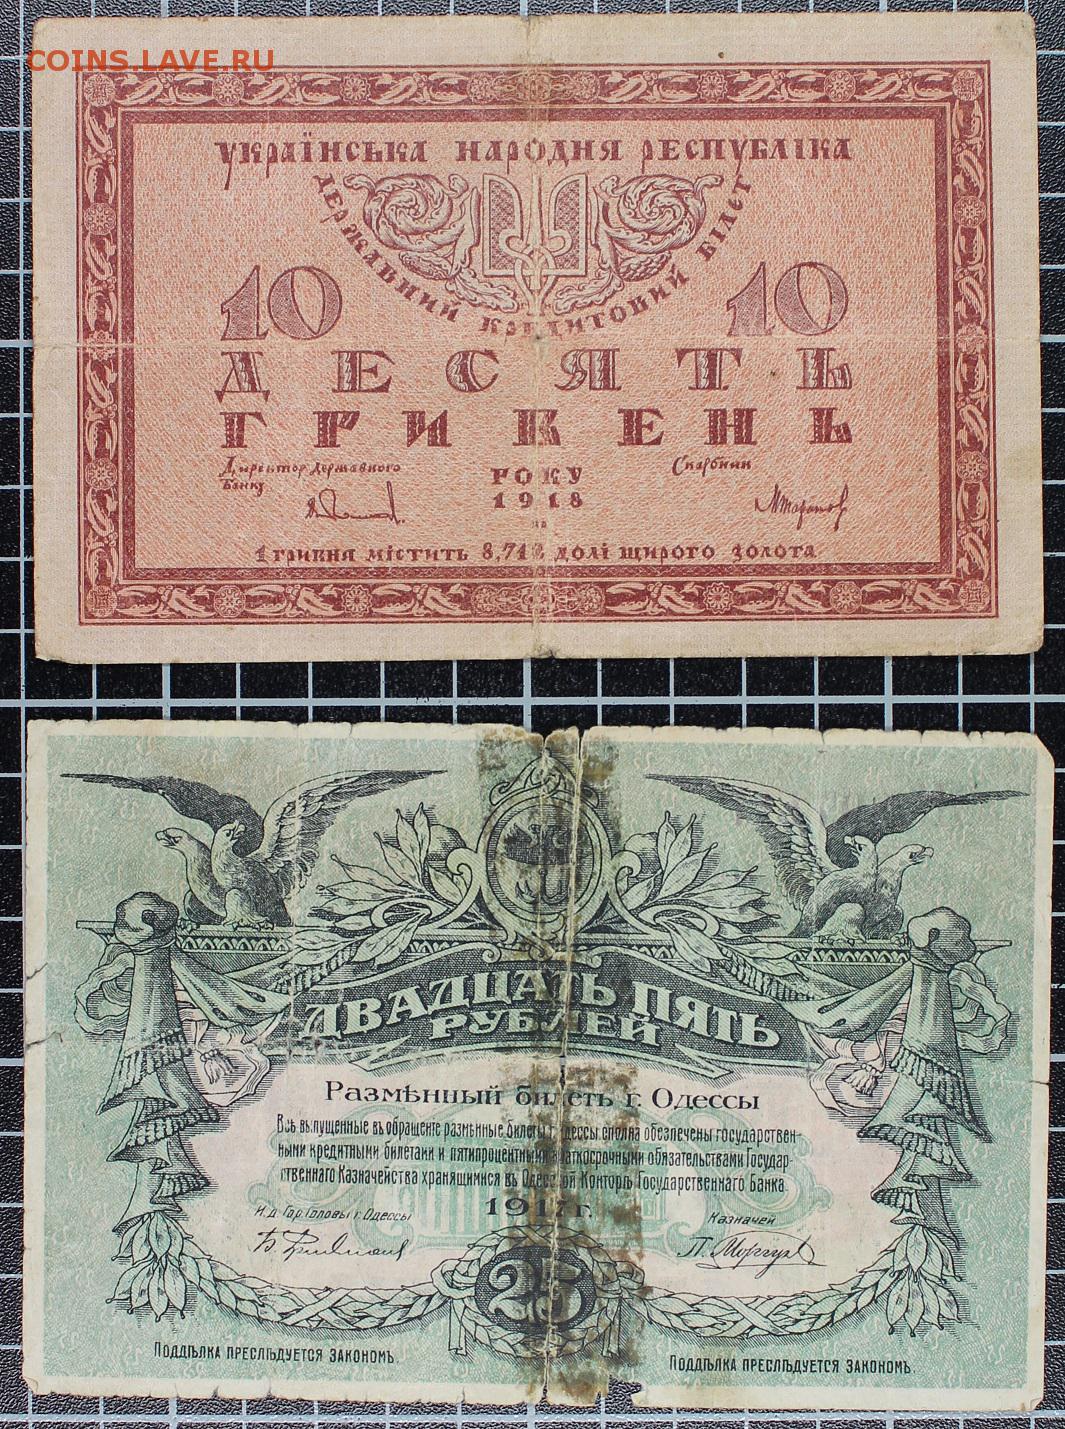 COINS.LAVE.RU
УКРАЇНСЬКА НАРОДНЯ РЕСПУБЛІКА
ДЕРЖАВНИЙ КРЕДИТОВИЙ БІЛЕТ
10 10
ДЕСЯТЬ
ГРИВЕНЬ
Директор Державного
Банку
РОКУ
1918
Скарбник
1 гривня містить 8,712 долі щирого золота
ДВАДЦАТЬ ПЯТЬ
РУБЛЕЙ
Размѣнный билетъ г. Одессы
Всѣ выпущенные въ обращеніе размѣнные билеты г. Одессы сполна обезпечены государствен-
ными кредитными билетами и пятипроцентными краткосрочными обязательствами Государ-
ственнаго Казначейства хранящимися въ Одесской Конторѣ Государственнаго Банка.
1917 г.
И. д. Гор. Головы г. Одессы
Казначей
25
Поддѣлка преслѣдуется закономъ.
Поддѣлка преслѣдуется закономъ.